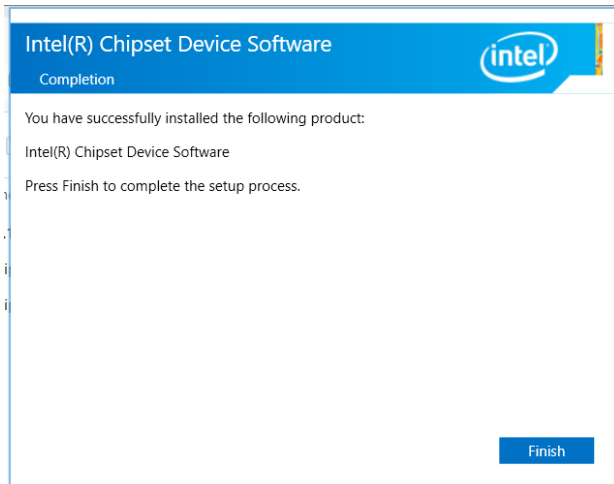 Intel(R) Chipset Device Software
intel
Completion
You have successfully installed the following product:
Intel(R) Chipset Device Software
Press Finish to complete the setup process.
Finish